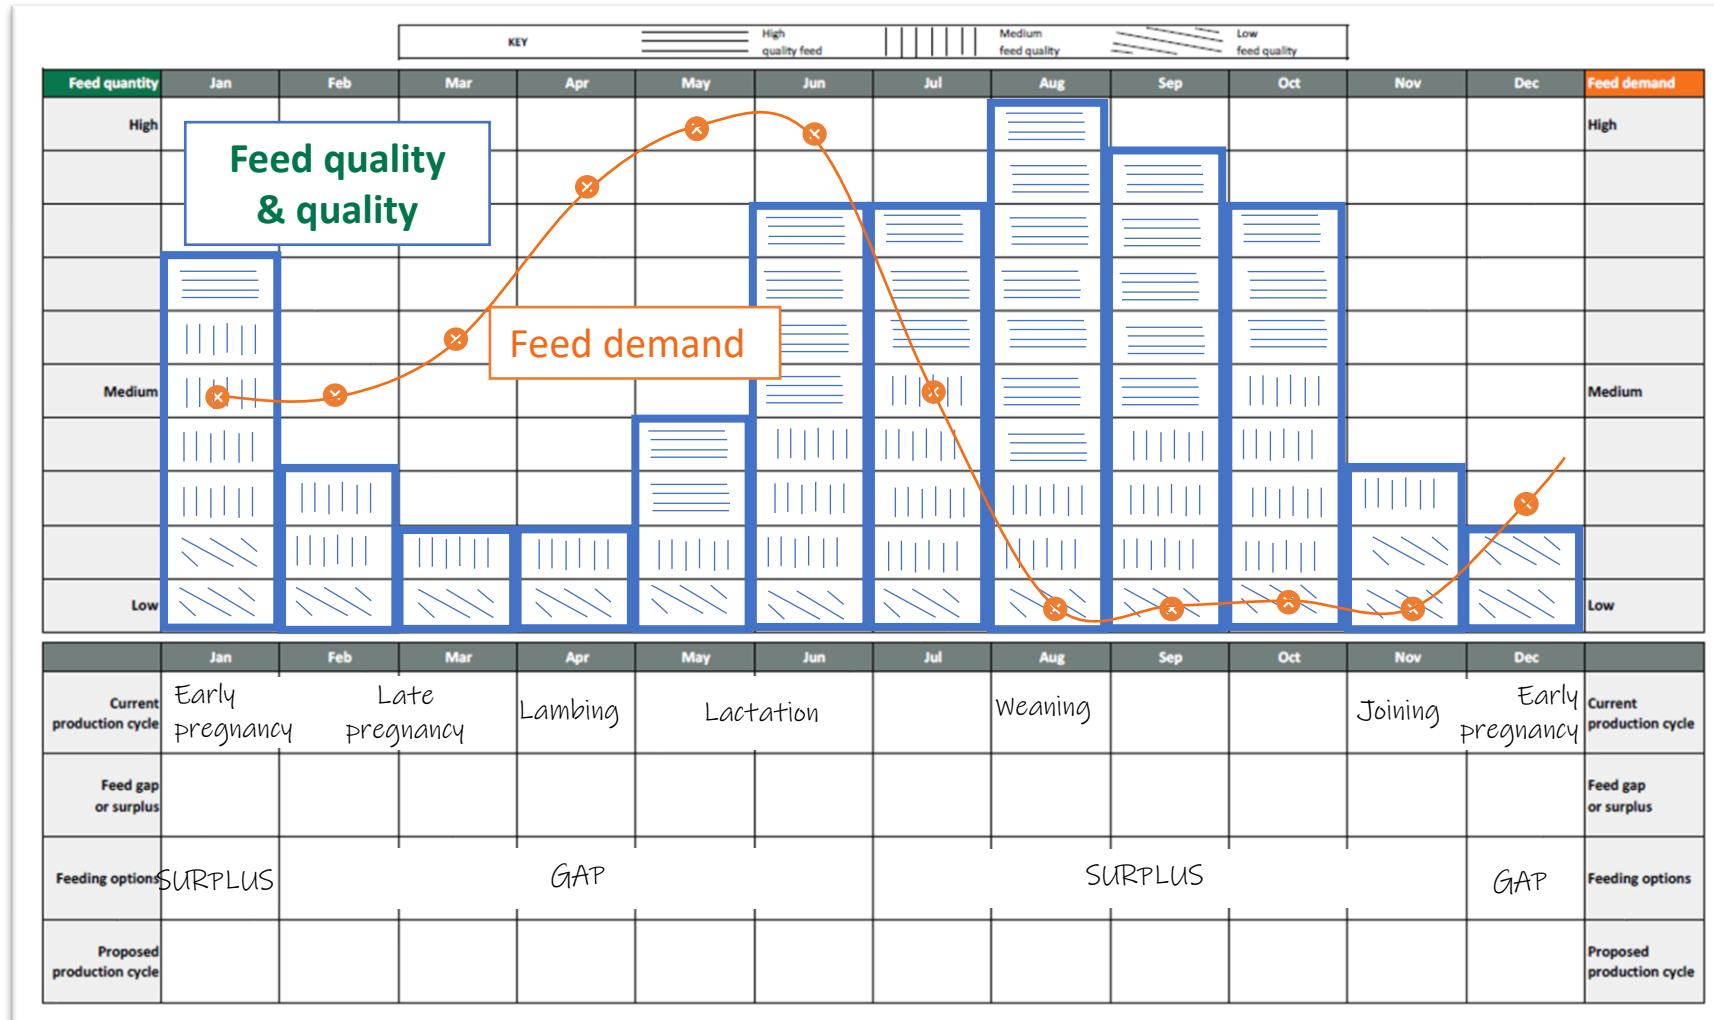 KEY
High
quality feed
Medium
feed quality
Low
feed quality
Feed quantity Jan Feb Mar Apr May Jun Jul Aug Sep Oct Nov Dec Feed demand
High High
Feed quality
& quality
Feed demand
Medium Medium
Low Low
Jan Feb Mar Apr May Jun Jul Aug Sep Oct Nov Dec
Current
production cycle
Early
pregnancy
Late
pregnancy
Lambing
Lactation
Weaning
Joining
Early
pregnancy
Current
production cycle
Feed gap
or surplus
Feed gap
or surplus
Feeding options SURPLUS GAP SURPLUS GAP Feeding options
Proposed
production cycle
Proposed
production cycle